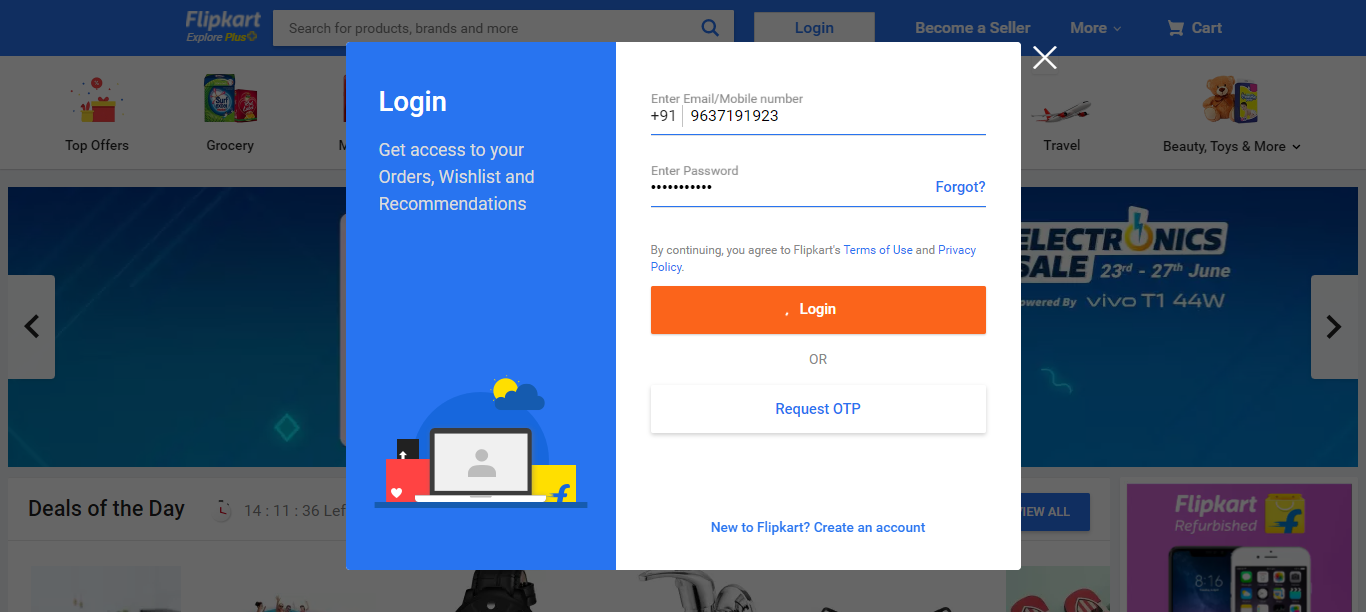 Flipkart
Explore Plus
Search for products, brands and more
Login
Become a Seller
More
Cart
Top Offers
Grocery
M
Travel
Beauty, Toys & More
Login
Get access to your
Orders, Wishlist and
Recommendations
Enter Email/Mobile number
+91 9637191923
Enter Password
•••••••••••
Forgot?
By continuing, you agree to Flipkart's Terms of Use and Privacy
Policy.
Login
OR
Request OTP
New to Flipkart? Create an account
ELECTRONICS
SALE 23rd - 27th June
owered By vivo T1 44W
Deals of the Day
14 : 11 : 36 Lef
VIEW ALL
Flipkart
Refurbished
8:16